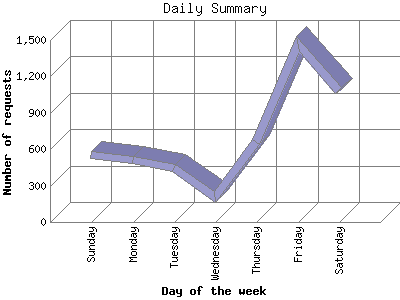 Daily Summary
Number of requests
1,500
1,200
900
600
300
0
Sunday
Monday
Tuesday
Wednesday
Thursday
Friday
Saturday
Day of the week